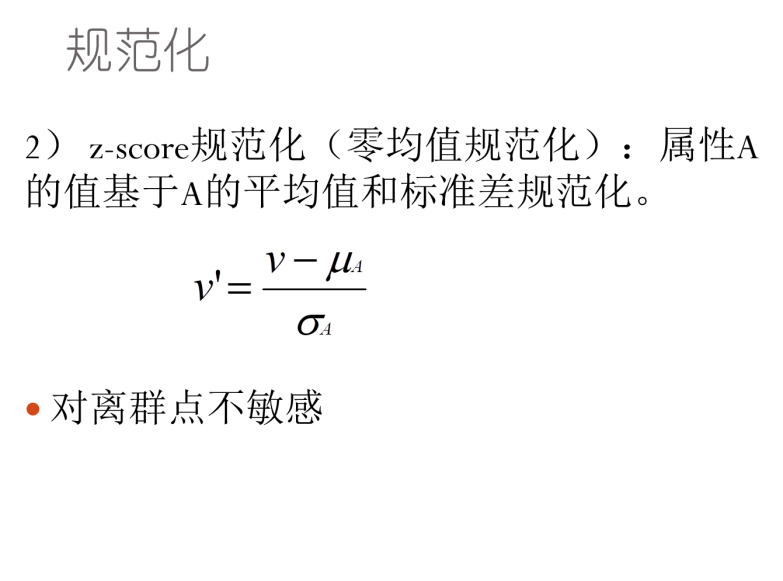 规范化
2） z-score规范化（零均值规范化）：属性A
的值基于A的平均值和标准差规范化。
v' = (v − μA) / σA
• 对离群点不敏感